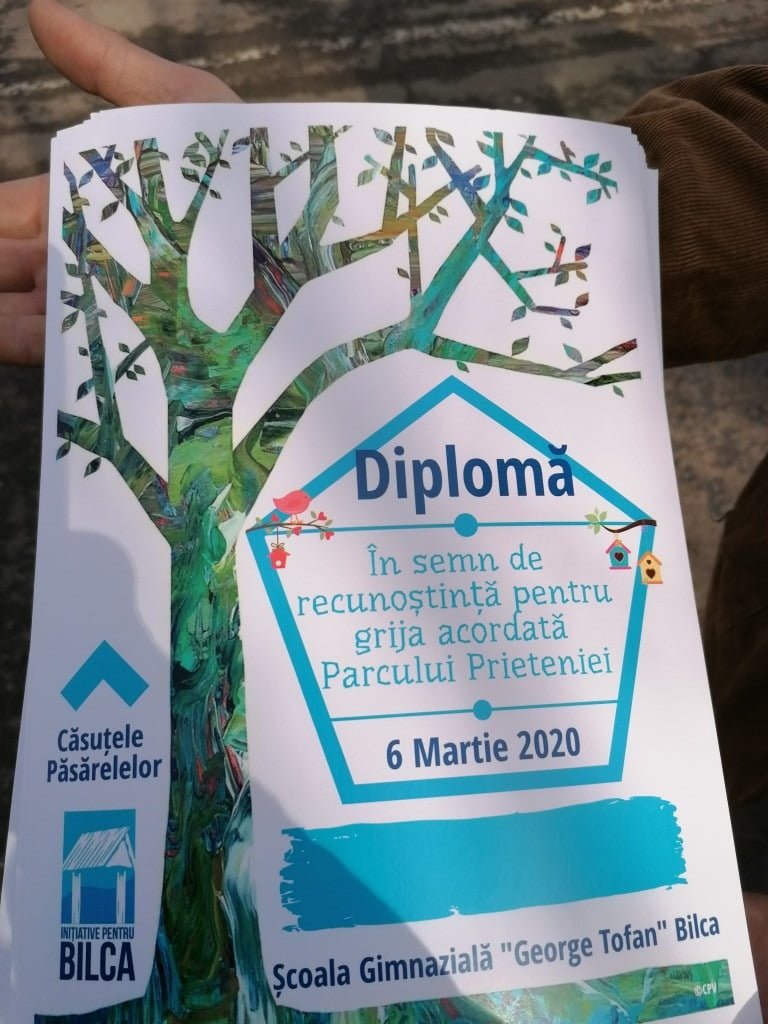 Diplomă
În semn de
recunoștință pentru
grija acordată
Parcului Prieteniei
6 Martie 2020
Căsuțele
Păsărelelor
INIȚIATIVE PENTRU
BILCA
Școala Gimnazială "George Tofan" Bilca
©CPV